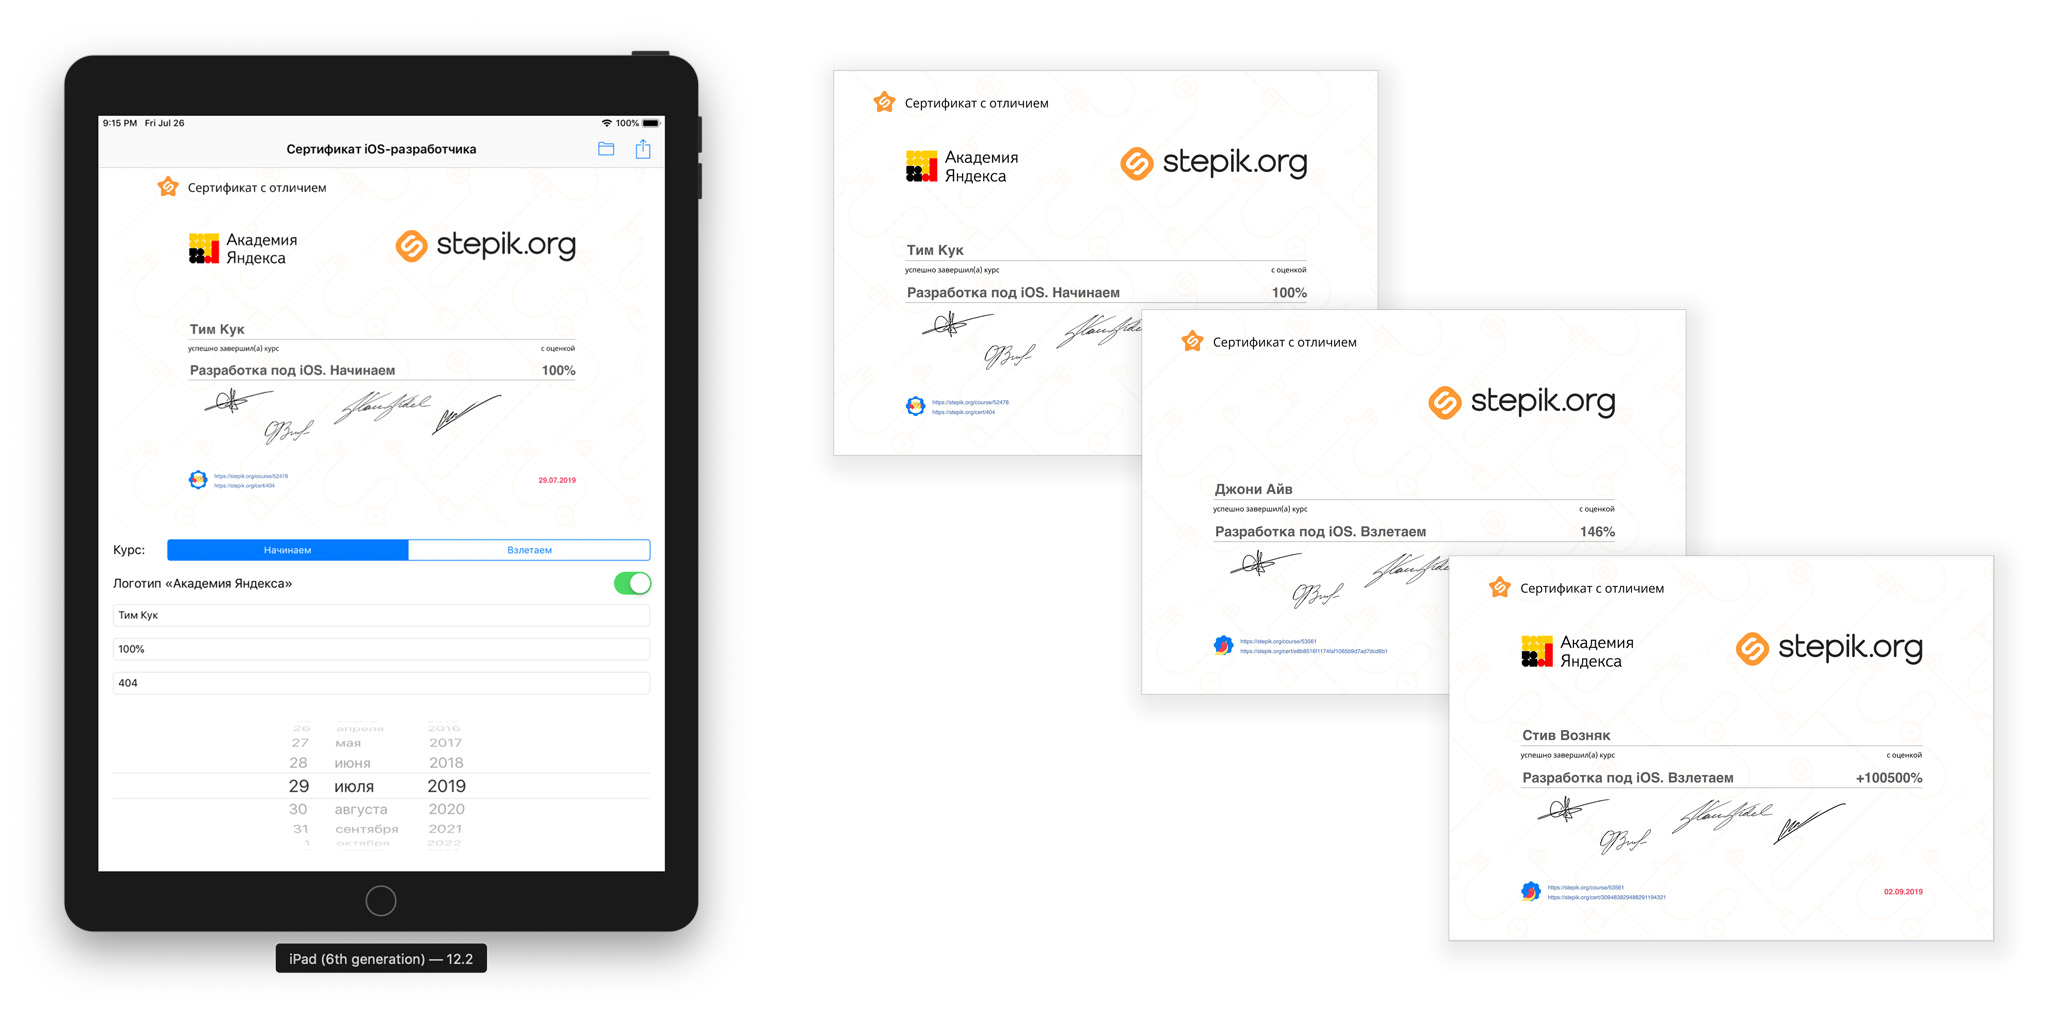 9:15 PM Fri Jul 26
100%
Сертификат iOS-разработчика
Сертификат с отличием
Академия
Яндекса
stepik.org
Тим Кук
успешно завершил(а) курс с оценкой
Разработка под iOS. Начинаем 100%
https://stepik.org/course/52478
https://stepik.org/cert/404
29.07.2019
Курс: Начинаем Взлетаем
Логотип «Академия Яндекса»
Тим Кук
100%
404
26 апреля 2016
27 мая 2017
28 июня 2018
29 июля 2019
30 августа 2020
31 сентября 2021
1 октября 2022
iPad (6th generation) — 12.2
Сертификат с отличием
Академия
Яндекса
stepik.org
Тим Кук
успешно завершил(а) курс с оценкой
Разработка под iOS. Начинаем 100%
https://stepik.org/course/52478
https://stepik.org/cert/404
Сертификат с отличием
stepik.org
Джони Айв
успешно завершил(а) курс с оценкой
Разработка под iOS. Взлетаем 146%
https://stepik.org/course/53561
Сертификат с отличием
Академия
Яндекса
stepik.org
Стив Возняк
успешно завершил(а) курс с оценкой
Разработка под iOS. Взлетаем +100500%
https://stepik.org/course/53561
https://stepik.org/cert/309483829488291194321
02.09.2019